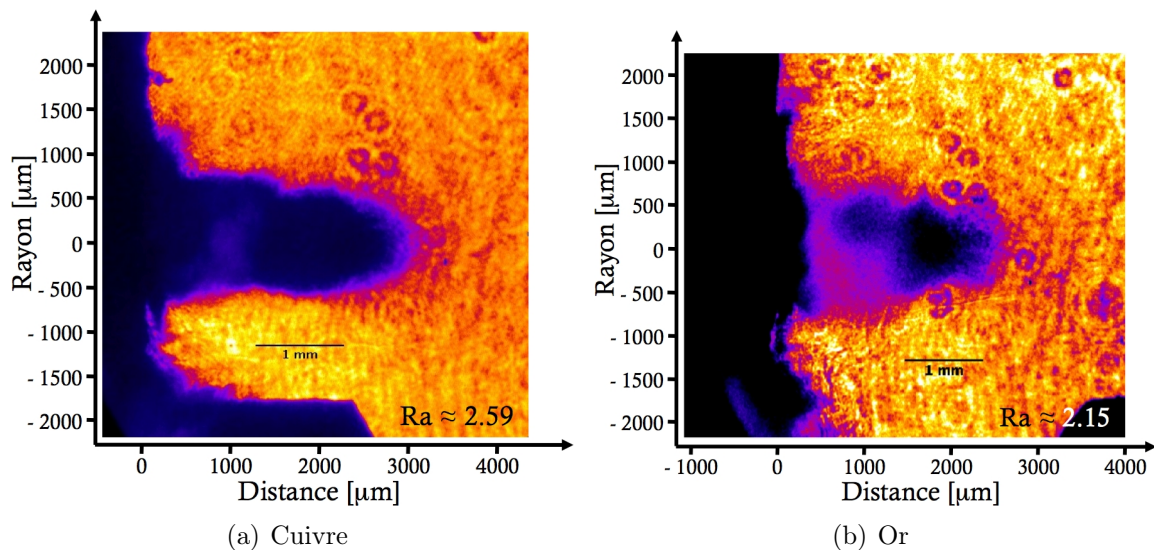 2000
1500
1000
500
0
- 500
- 1000
- 1500
- 2000
Rayon [µm]
1 mm
Ra ≈ 2.59
0 1000 2000 3000 4000
Distance [µm]
(a) Cuivre
2000
1500
1000
500
0
- 500
- 1000
- 1500
- 2000
Rayon [µm]
1 mm
Ra ≈ 2.15
- 1000 0 1000 2000 3000 4000
Distance [µm]
(b) Or